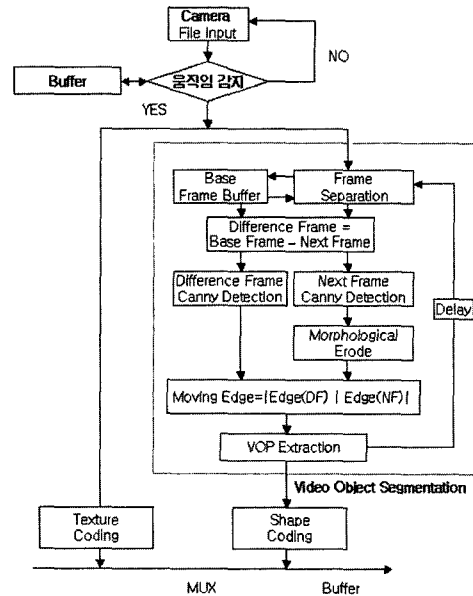 Camera
File Input
NO
Buffer
움직임 감지
YES
Base
Frame Buffer
Frame
Separation
Difference Frame =
Base Frame - Next Frame
Difference Frame
Canny Detection
Next Frame
Canny Detection
Delay
Morphological
Erode
Moving Edge=|Edge(DF) | Edge(NF)|
VOP Extraction
Video Object Segmentation
Texture
Coding
Shape
Coding
MUX
Buffer